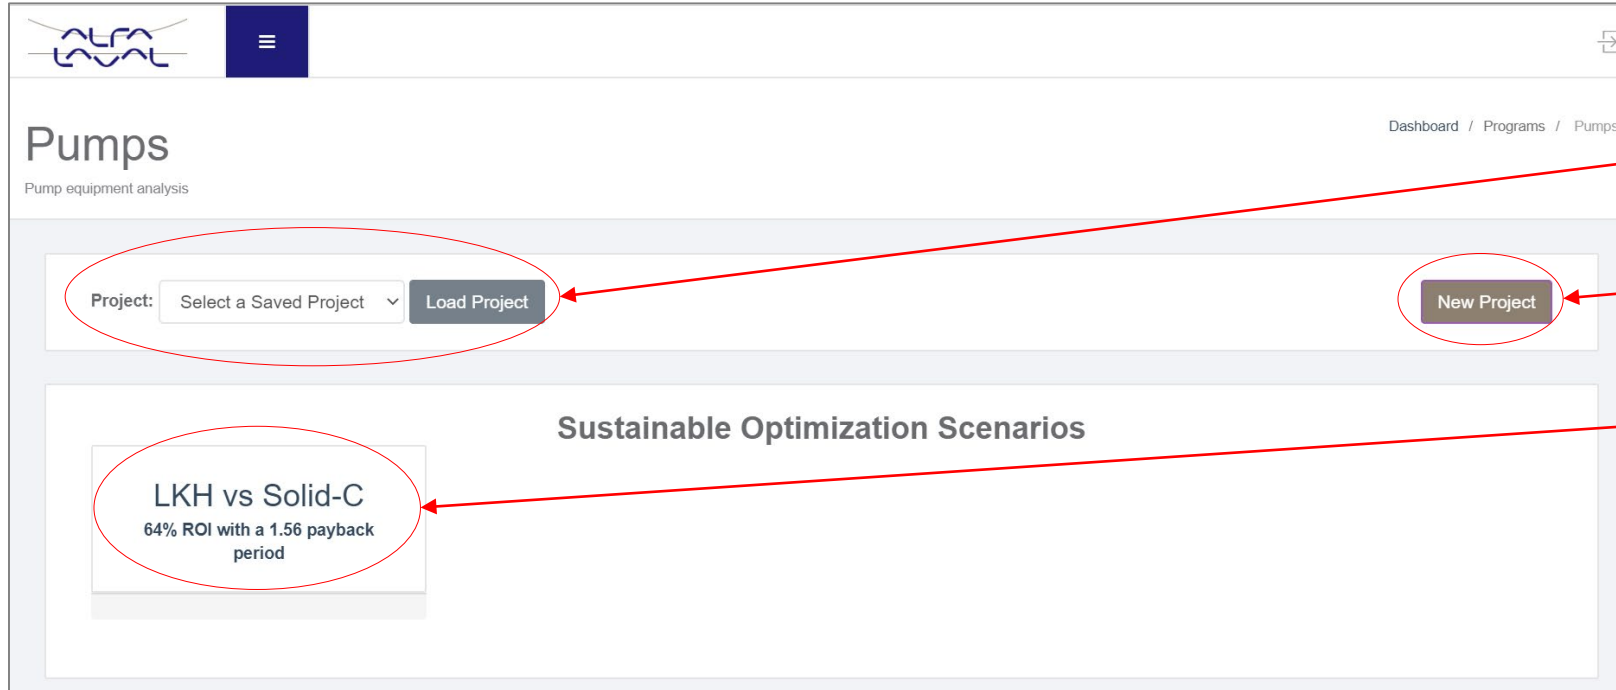 ALFA
LAVAL
Pumps
Pump equipment analysis
Dashboard / Programs / Pumps
Project: Select a Saved Project Load Project New Project
Sustainable Optimization Scenarios
LKH vs Solid-C
64% ROI with a 1.56 payback
period